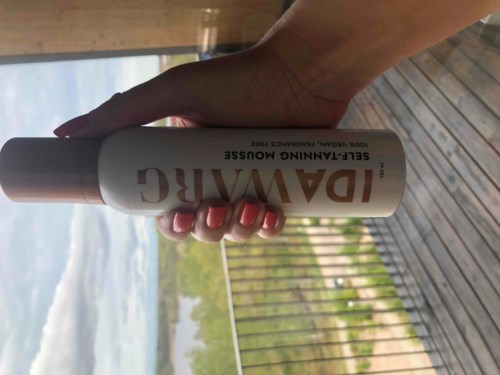 IDAWARG
SELF-TANNING MOUSSE
100% VEGAN, FRAGRANCE FREE